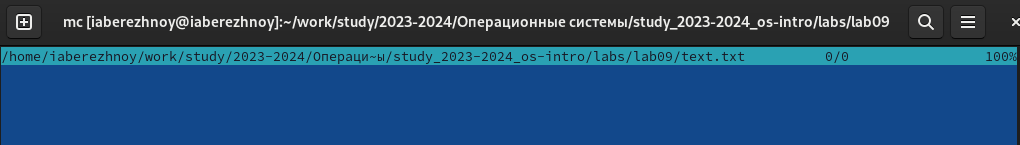 mc [iaberezhnoy@iaberezhnoy]:~/work/study/2023-2024/Операционные системы/study_2023-2024_os-intro/labs/lab09
/home/iaberezhnoy/work/study/2023-2024/Операци~ы/study_2023-2024_os-intro/labs/lab09/text.txt 0/0 100%